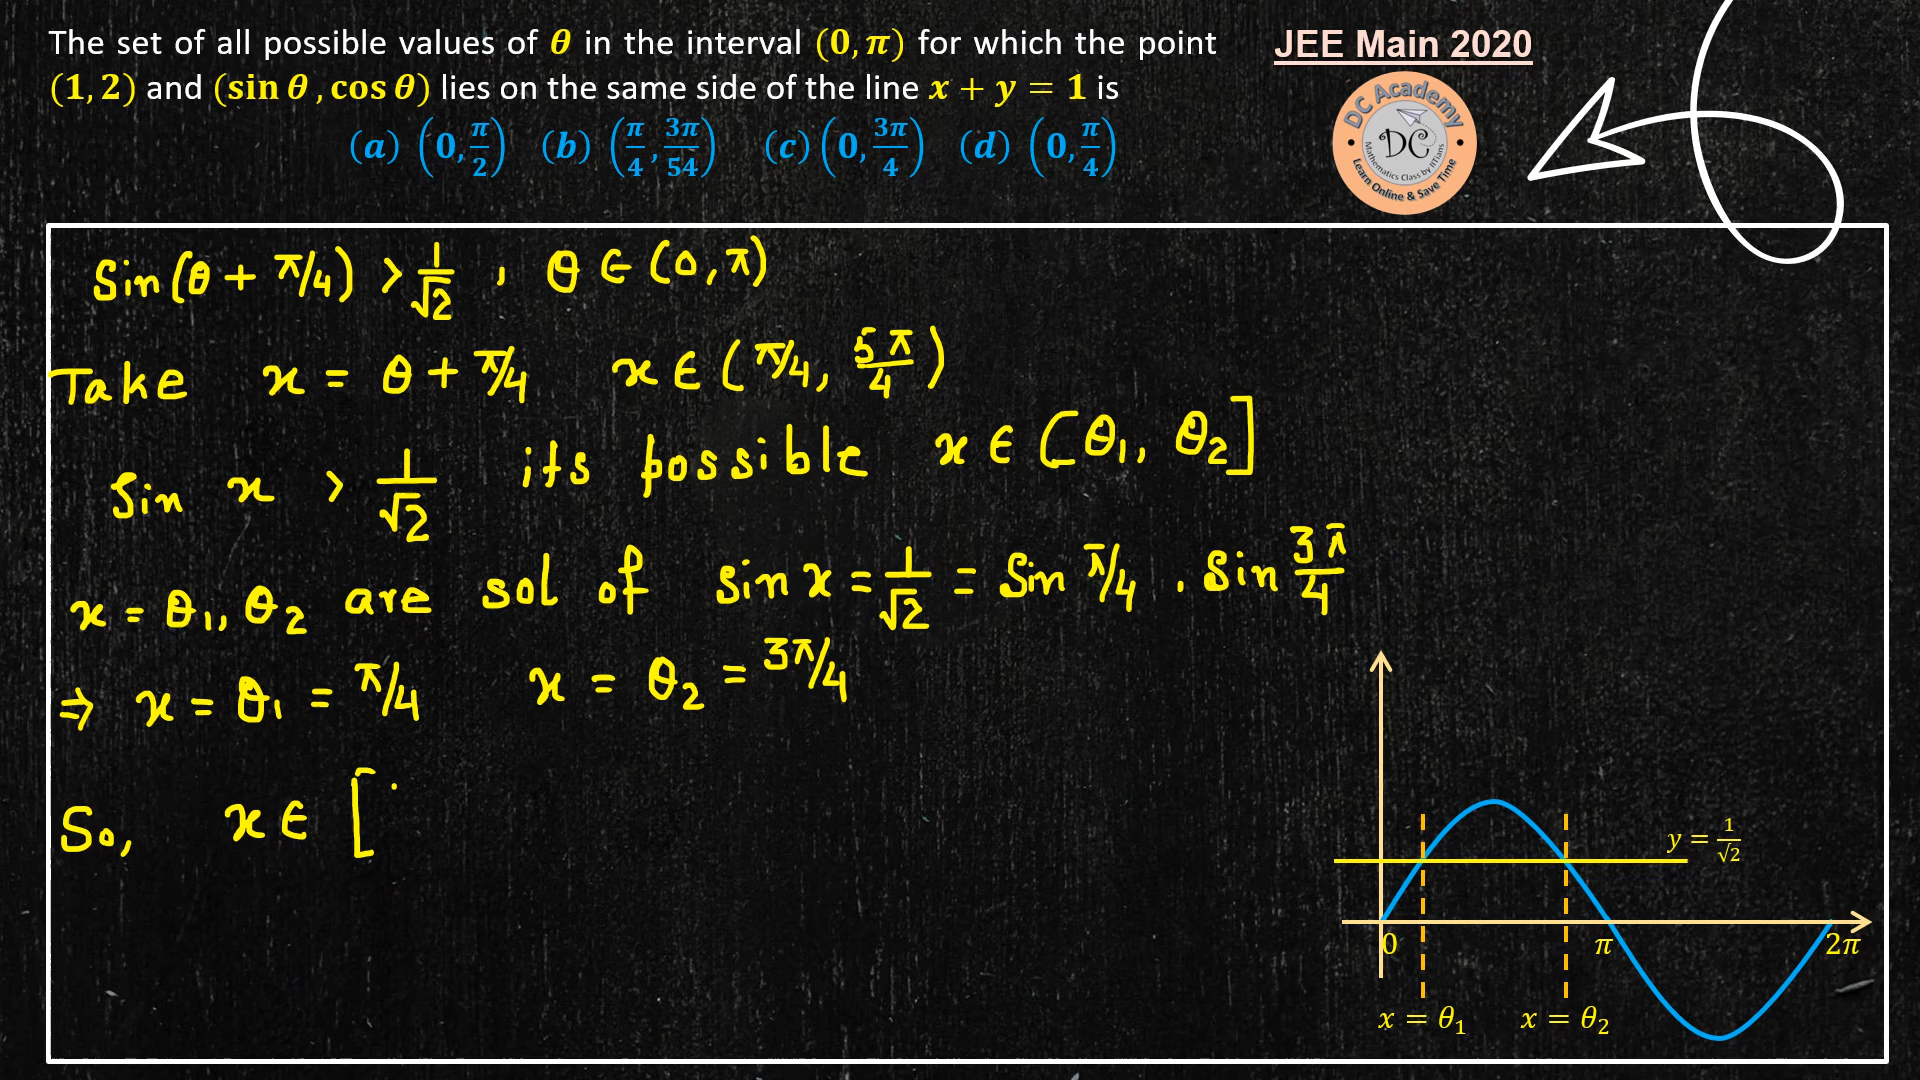 The set of all possible values of θ in the interval (0, π) for which the point
(1, 2) and (sin θ , cos θ) lies on the same side of the line x + y = 1 is
(a) (0, π/2) (b) (π/4, 3π/54) (c) (0, 3π/4) (d) (0, π/4)
JEE Main 2020
DC Academy
DC
Mathematics Class by IITians
Learn Online & Save Time
Sin(θ + π/4) > 1/√2 , θ ∈ (0, π)
Take x = θ + π/4 x ∈ (π/4, 5π/4)
Sin x > 1/√2 its possible x ∈ [θ₁, θ₂]
x = θ₁, θ₂ are sol of sin x = 1/√2 = Sin π/4 . Sin 3π/4
⇒ x = θ₁ = π/4 x = θ₂ = 3π/4
So, x ∈ [
y = 1/√2
0 π 2π
x = θ₁ x = θ₂